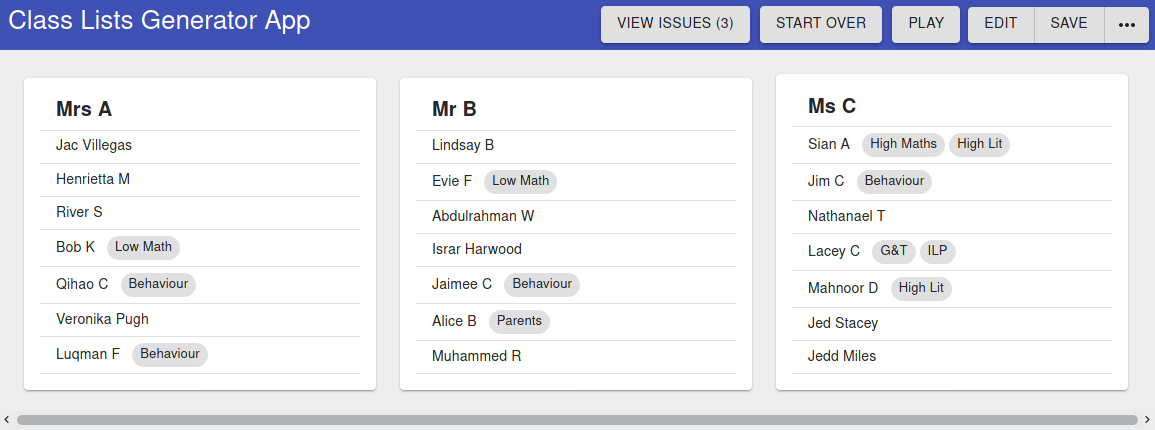 Class Lists Generator App
VIEW ISSUES (3) START OVER PLAY EDIT SAVE •••
Mrs A
Jac Villegas
Henrietta M
River S
Bob K Low Math
Qihao C Behaviour
Veronika Pugh
Luqman F Behaviour
Mr B
Lindsay B
Evie F Low Math
Abdulrahman W
Israr Harwood
Jaimee C Behaviour
Alice B Parents
Muhammed R
Ms C
Sian A High Maths High Lit
Jim C Behaviour
Nathanael T
Lacey C G&T ILP
Mahnoor D High Lit
Jed Stacey
Jedd Miles